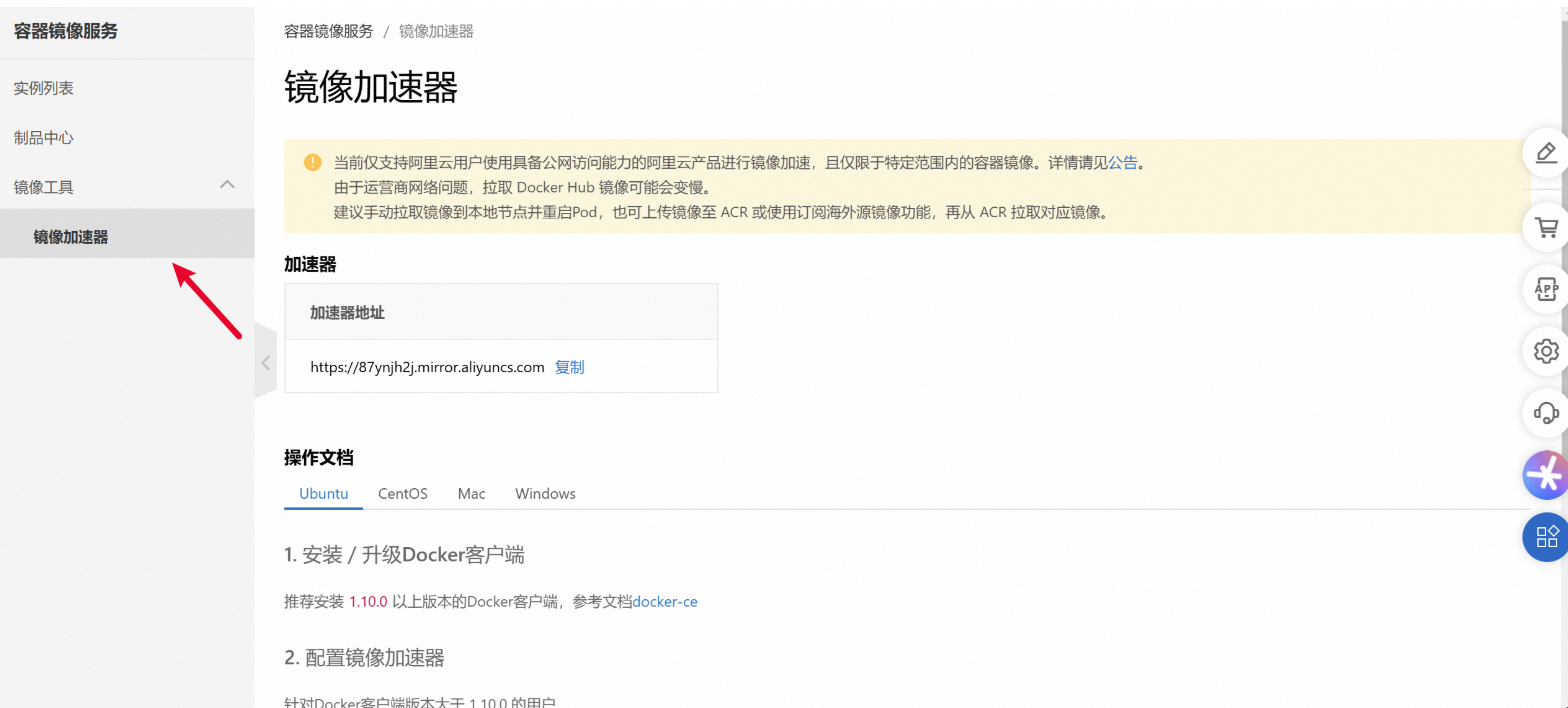 容器镜像服务
实例列表
制品中心
镜像工具
镜像加速器
容器镜像服务 / 镜像加速器
镜像加速器
当前仅支持阿里云用户使用具备公网访问能力的阿里云产品进行镜像加速，且仅限于特定范围内的容器镜像。详情请见公告。
由于运营商网络问题，拉取 Docker Hub 镜像可能会变慢。
建议手动拉取镜像到本地节点并重启Pod，也可上传镜像至 ACR 或使用订阅海外源镜像功能，再从 ACR 拉取对应镜像。
加速器
加速器地址
https://87ynjh2j.mirror.aliyuncs.com 复制
操作文档
Ubuntu CentOS Mac Windows
1. 安装 / 升级Docker客户端
推荐安装 1.10.0 以上版本的Docker客户端，参考文档docker-ce
2. 配置镜像加速器
针对Docker客户端版本大于 1.10.0 的用户
APP